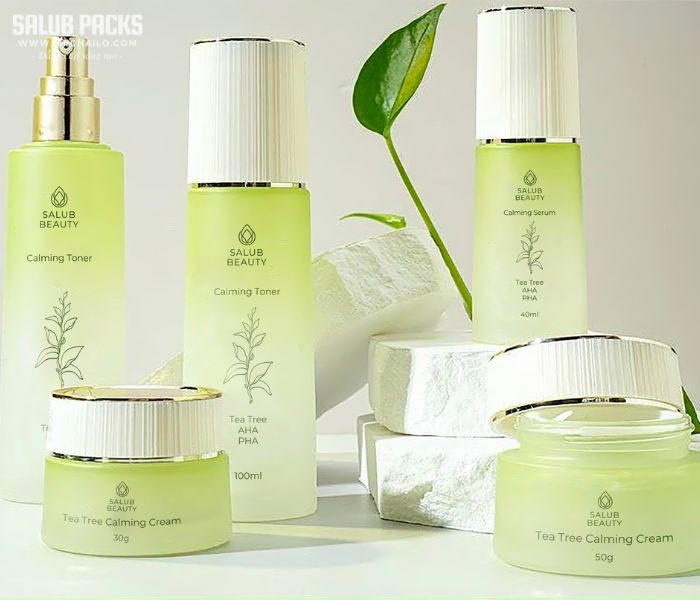 SALUB PACKS
SALUB
BEAUTY
Calming Toner
SALUB
BEAUTY
Calming Toner
Tea Tree
AHA
PHA
100ml
SALUB
BEAUTY
Calming Serum
Tea Tree
AHA
PHA
40ml
SALUB
BEAUTY
Tea Tree Calming Cream
30g
SALUB
BEAUTY
Tea Tree Calming Cream
50g